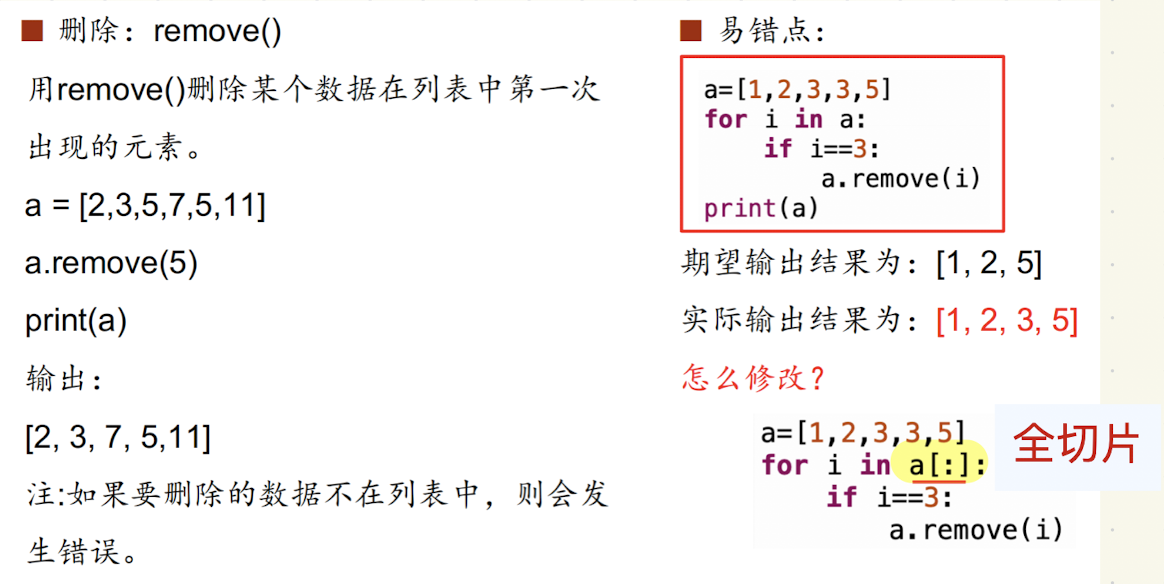 ■ 删除：remove()
用remove()删除某个数据在列表中第一次
出现的元素。
a = [2,3,5,7,5,11]
a.remove(5)
print(a)
输出：
[2, 3, 7, 5,11]
注:如果要删除的数据不在列表中，则会发
生错误。
■ 易错点：
a=[1,2,3,3,5]
for i in a:
    if i==3:
        a.remove(i)
print(a)
期望输出结果为：[1, 2, 5]
实际输出结果为：[1, 2, 3, 5]
怎么修改？
a=[1,2,3,3,5]
for i in a[:]:
    if i==3:
        a.remove(i)
全切片